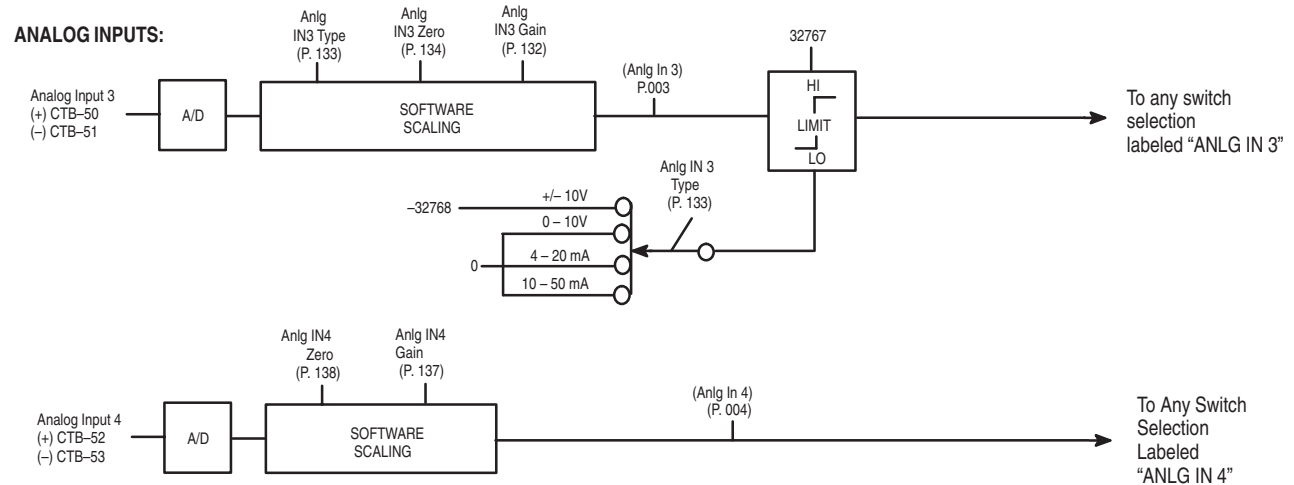 ANALOG INPUTS:
Anlg
IN3 Type
(P. 133)
Anlg
IN3 Zero
(P. 134)
Anlg
IN3 Gain
(P. 132)
32767
Analog Input 3
(+) CTB–50
(–) CTB–51
A/D
SOFTWARE
SCALING
(Anlg In 3)
P.003
HI
LIMIT
LO
To any switch
selection
labeled “ANLG IN 3”
Anlg IN 3
Type
(P. 133)
–32768
+/– 10V
0 – 10V
0
4 – 20 mA
10 – 50 mA
Anlg IN4
Zero
(P. 138)
Anlg IN4
Gain
(P. 137)
Analog Input 4
(+) CTB–52
(–) CTB–53
A/D
SOFTWARE
SCALING
(Anlg In 4)
(P. 004)
To Any Switch
Selection
Labeled
“ANLG IN 4”